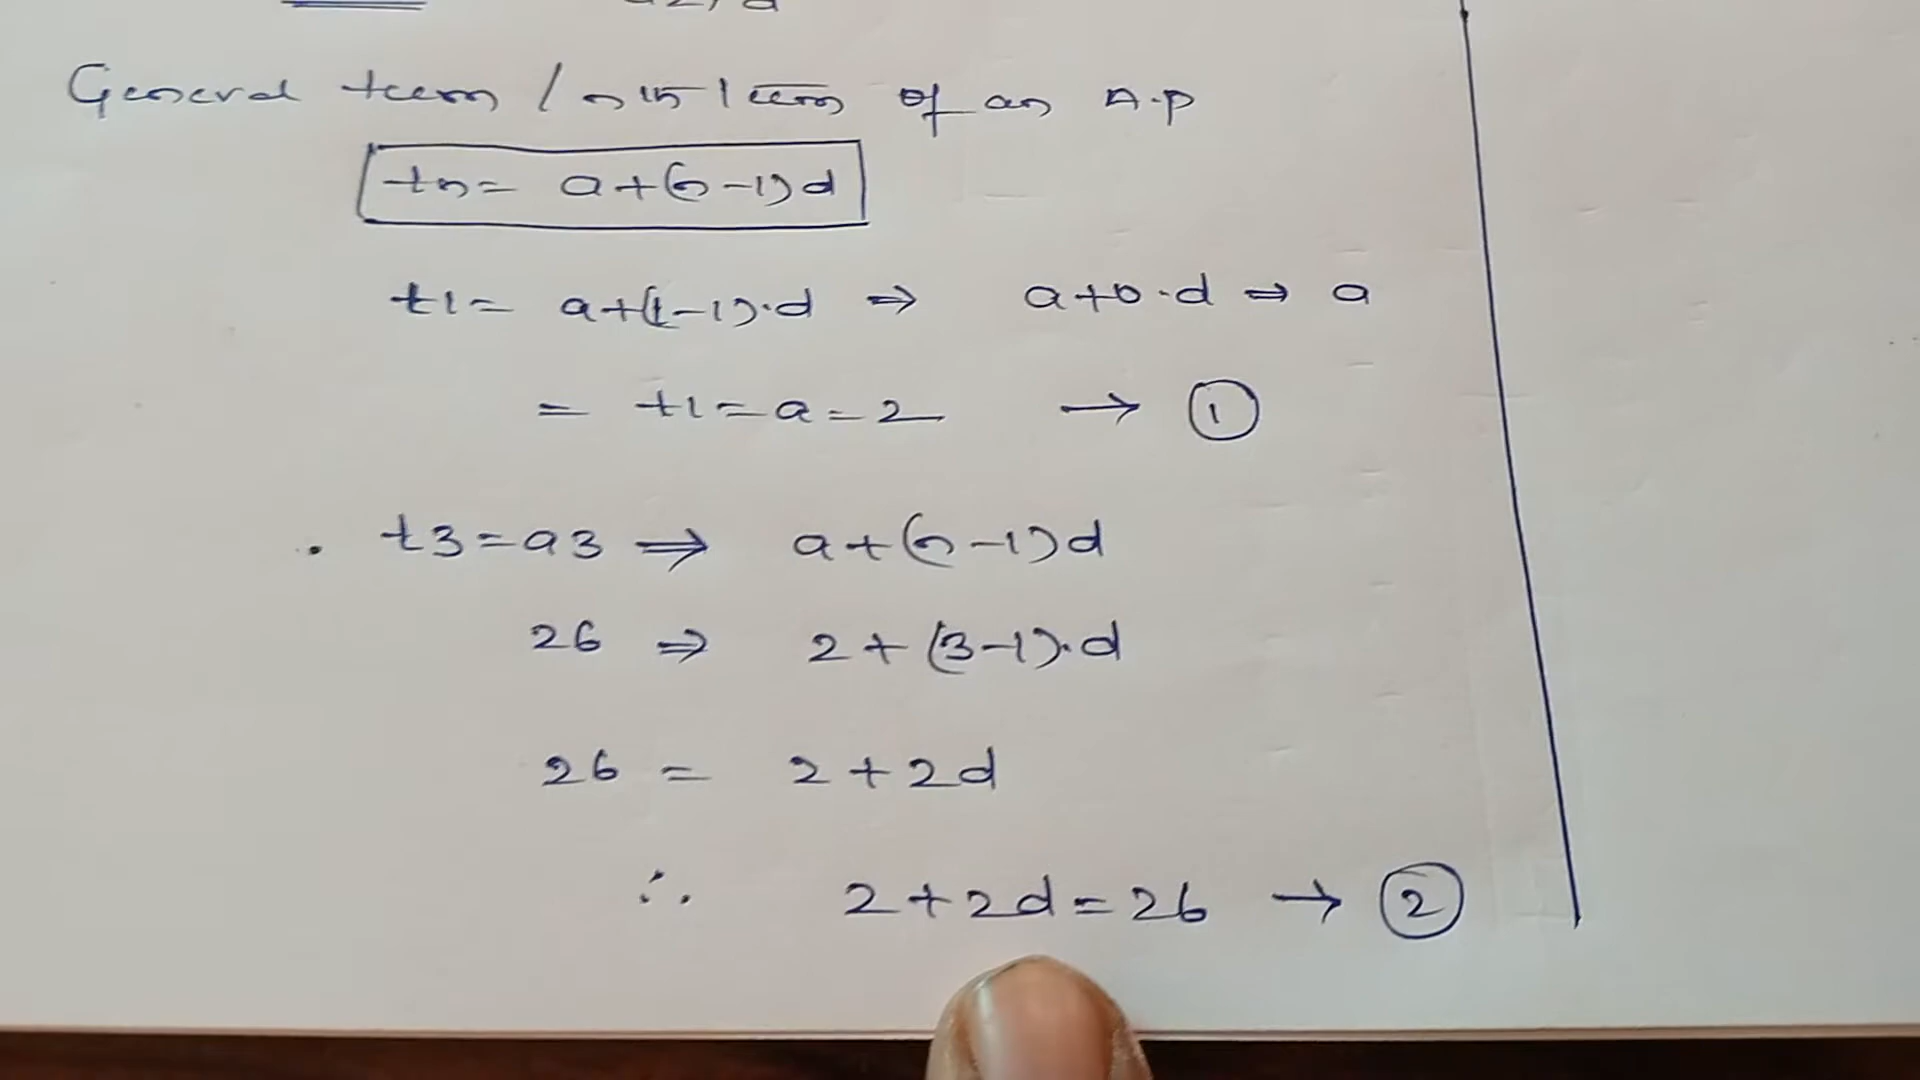 a2, d
General term / nth term of an A.P
tn = a+(n-1)d
t1 = a+(1-1).d ⇒ a+0.d ⇒ a
= t1 = a = 2 → ①
. t3 = a3 ⇒ a+(n-1)d
26 ⇒ 2+(3-1).d
26 = 2+2d
∴ 2+2d = 26 → ②